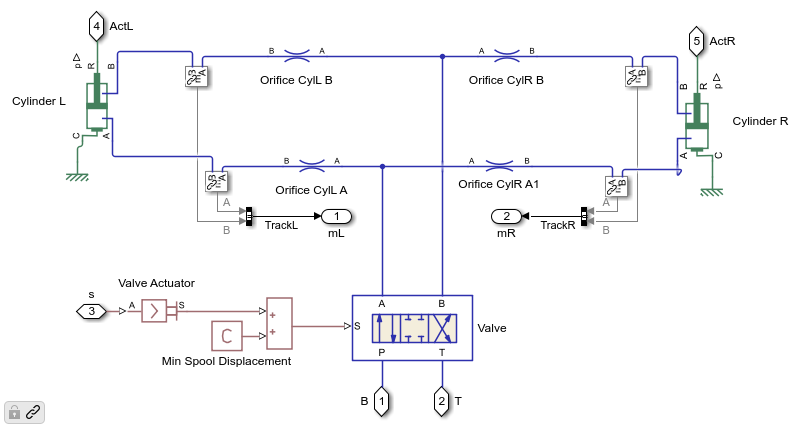 4 ActL
5 ActR
p
R
B
B A
A B
B
R
p
B A
A B
Cylinder L
Orifice CylL B
Orifice CylR B
Cylinder R
C
A
B A
A B
A
C
B A
A B
Orifice CylL A
Orifice CylR A1
A
B
TrackL
1
mL
2
mR
TrackR
A
B
s
3
Valve Actuator
A
S
+
+
C
Min Spool Displacement
A
B
S
P
T
Valve
B 1
2 T